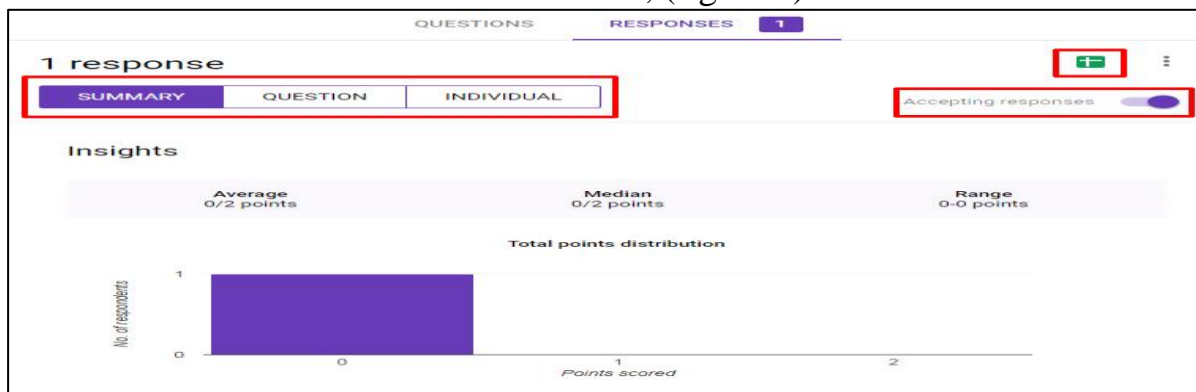 QUESTIONS RESPONSES 1
1 response
SUMMARY QUESTION INDIVIDUAL
Accepting responses
Insights
Average Median Range
0/2 points 0/2 points 0-0 points
Total points distribution
No. of respondents
1
0
0 1 2
Points scored